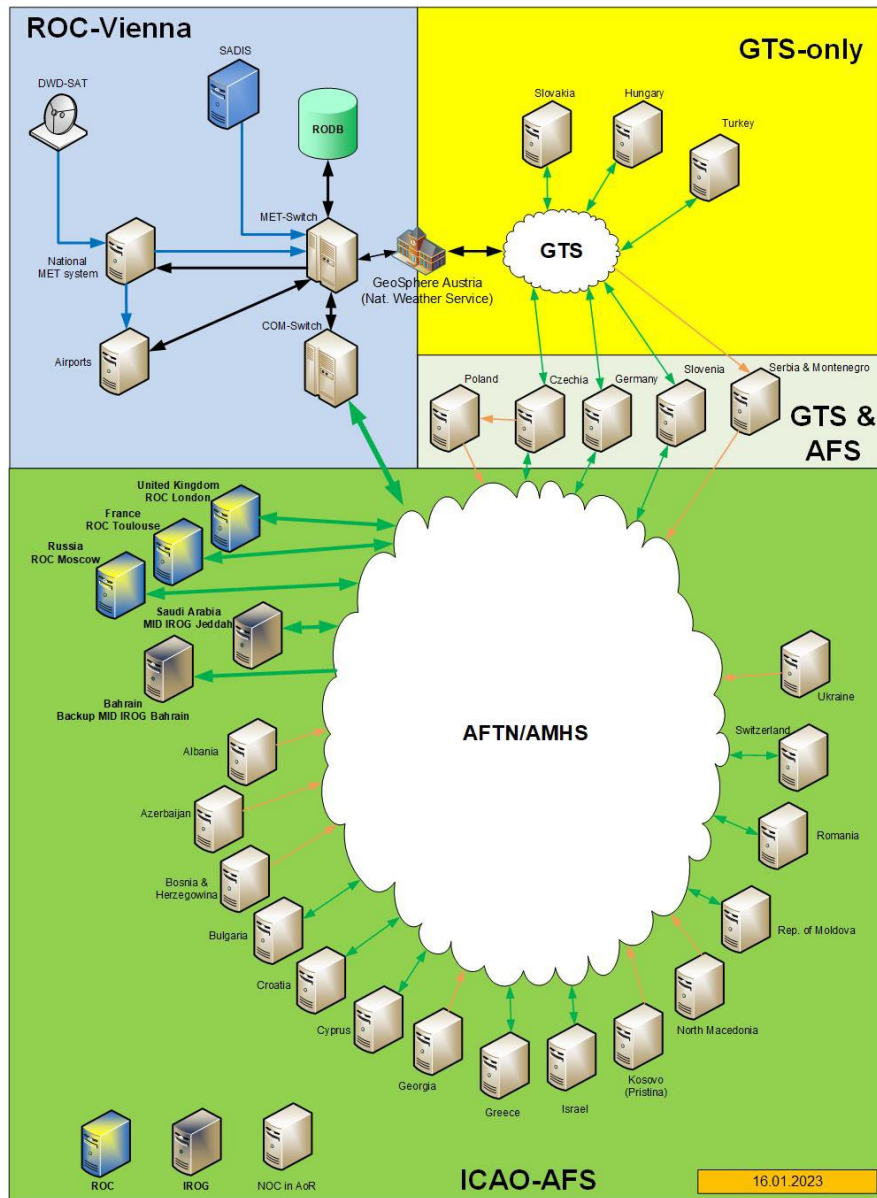 ROC-Vienna
GTS-only
SADIS
DWD-SAT
RODB
MET-Switch
National
MET system
GeoSphere Austria
(Nat. Weather Service)
COM-Switch
Airports
Slovakia
Hungary
Turkey
GTS
Poland
Czechia
Germany
Slovenia
Serbia & Montenegro
GTS &
AFS
United Kingdom
ROC London
France
ROC Toulouse
Russia
ROC Moscow
Saudi Arabia
MID IROG Jeddah
Bahrain
Backup MID IROG Bahrain
AFTN/AMHS
Ukraine
Switzerland
Romania
Rep. of Moldova
North Macedonia
Kosovo
(Pristina)
Israel
Greece
Georgia
Cyprus
Croatia
Bulgaria
Bosnia &
Herzegowina
Azerbaijan
Albania
ROC
IROG
NOC in AoR
ICAO-AFS
16.01.2023